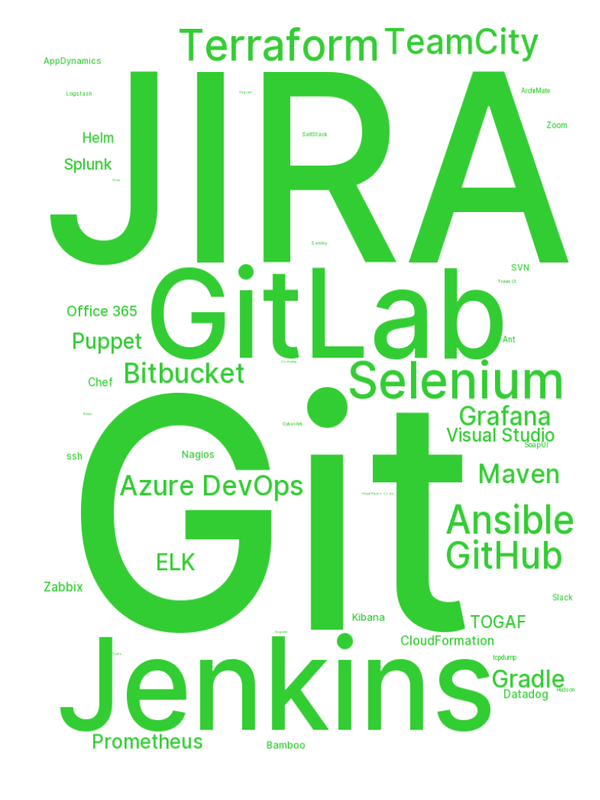 Terraform
TeamCity
AppDynamics
JIRA
Logstash
ArchiMate
Zoom
SaltStack
Helm
Splunk
SVN
GitLab
Office 365
Puppet
Ant
Bitbucket
Selenium
Chef
Grafana
Visual Studio
SoapUI
Git
ssh
Nagios
Maven
Azure DevOps
Ansible
GitHub
ELK
Zabbix
Slack
Kibana
TOGAF
CloudFormation
Jenkins
tcpdump
Gradle
Datadog
Prometheus
Bamboo